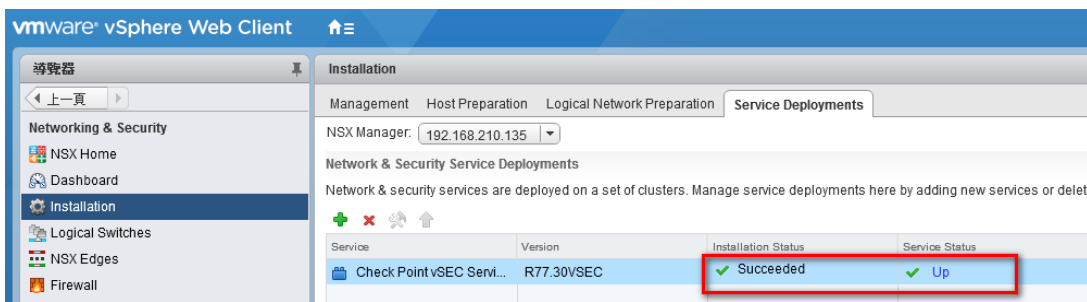 vmware® vSphere Web Client
導覽器
上一頁
Networking & Security
NSX Home
Dashboard
Installation
Logical Switches
NSX Edges
Firewall
Installation
Management Host Preparation Logical Network Preparation Service Deployments
NSX Manager: 192.168.210.135
Network & Security Service Deployments
Network & security services are deployed on a set of clusters. Manage service deployments here by adding new services or delet
Service Version Installation Status Service Status
Check Point vSEC Servi... R77.30VSEC Succeeded Up